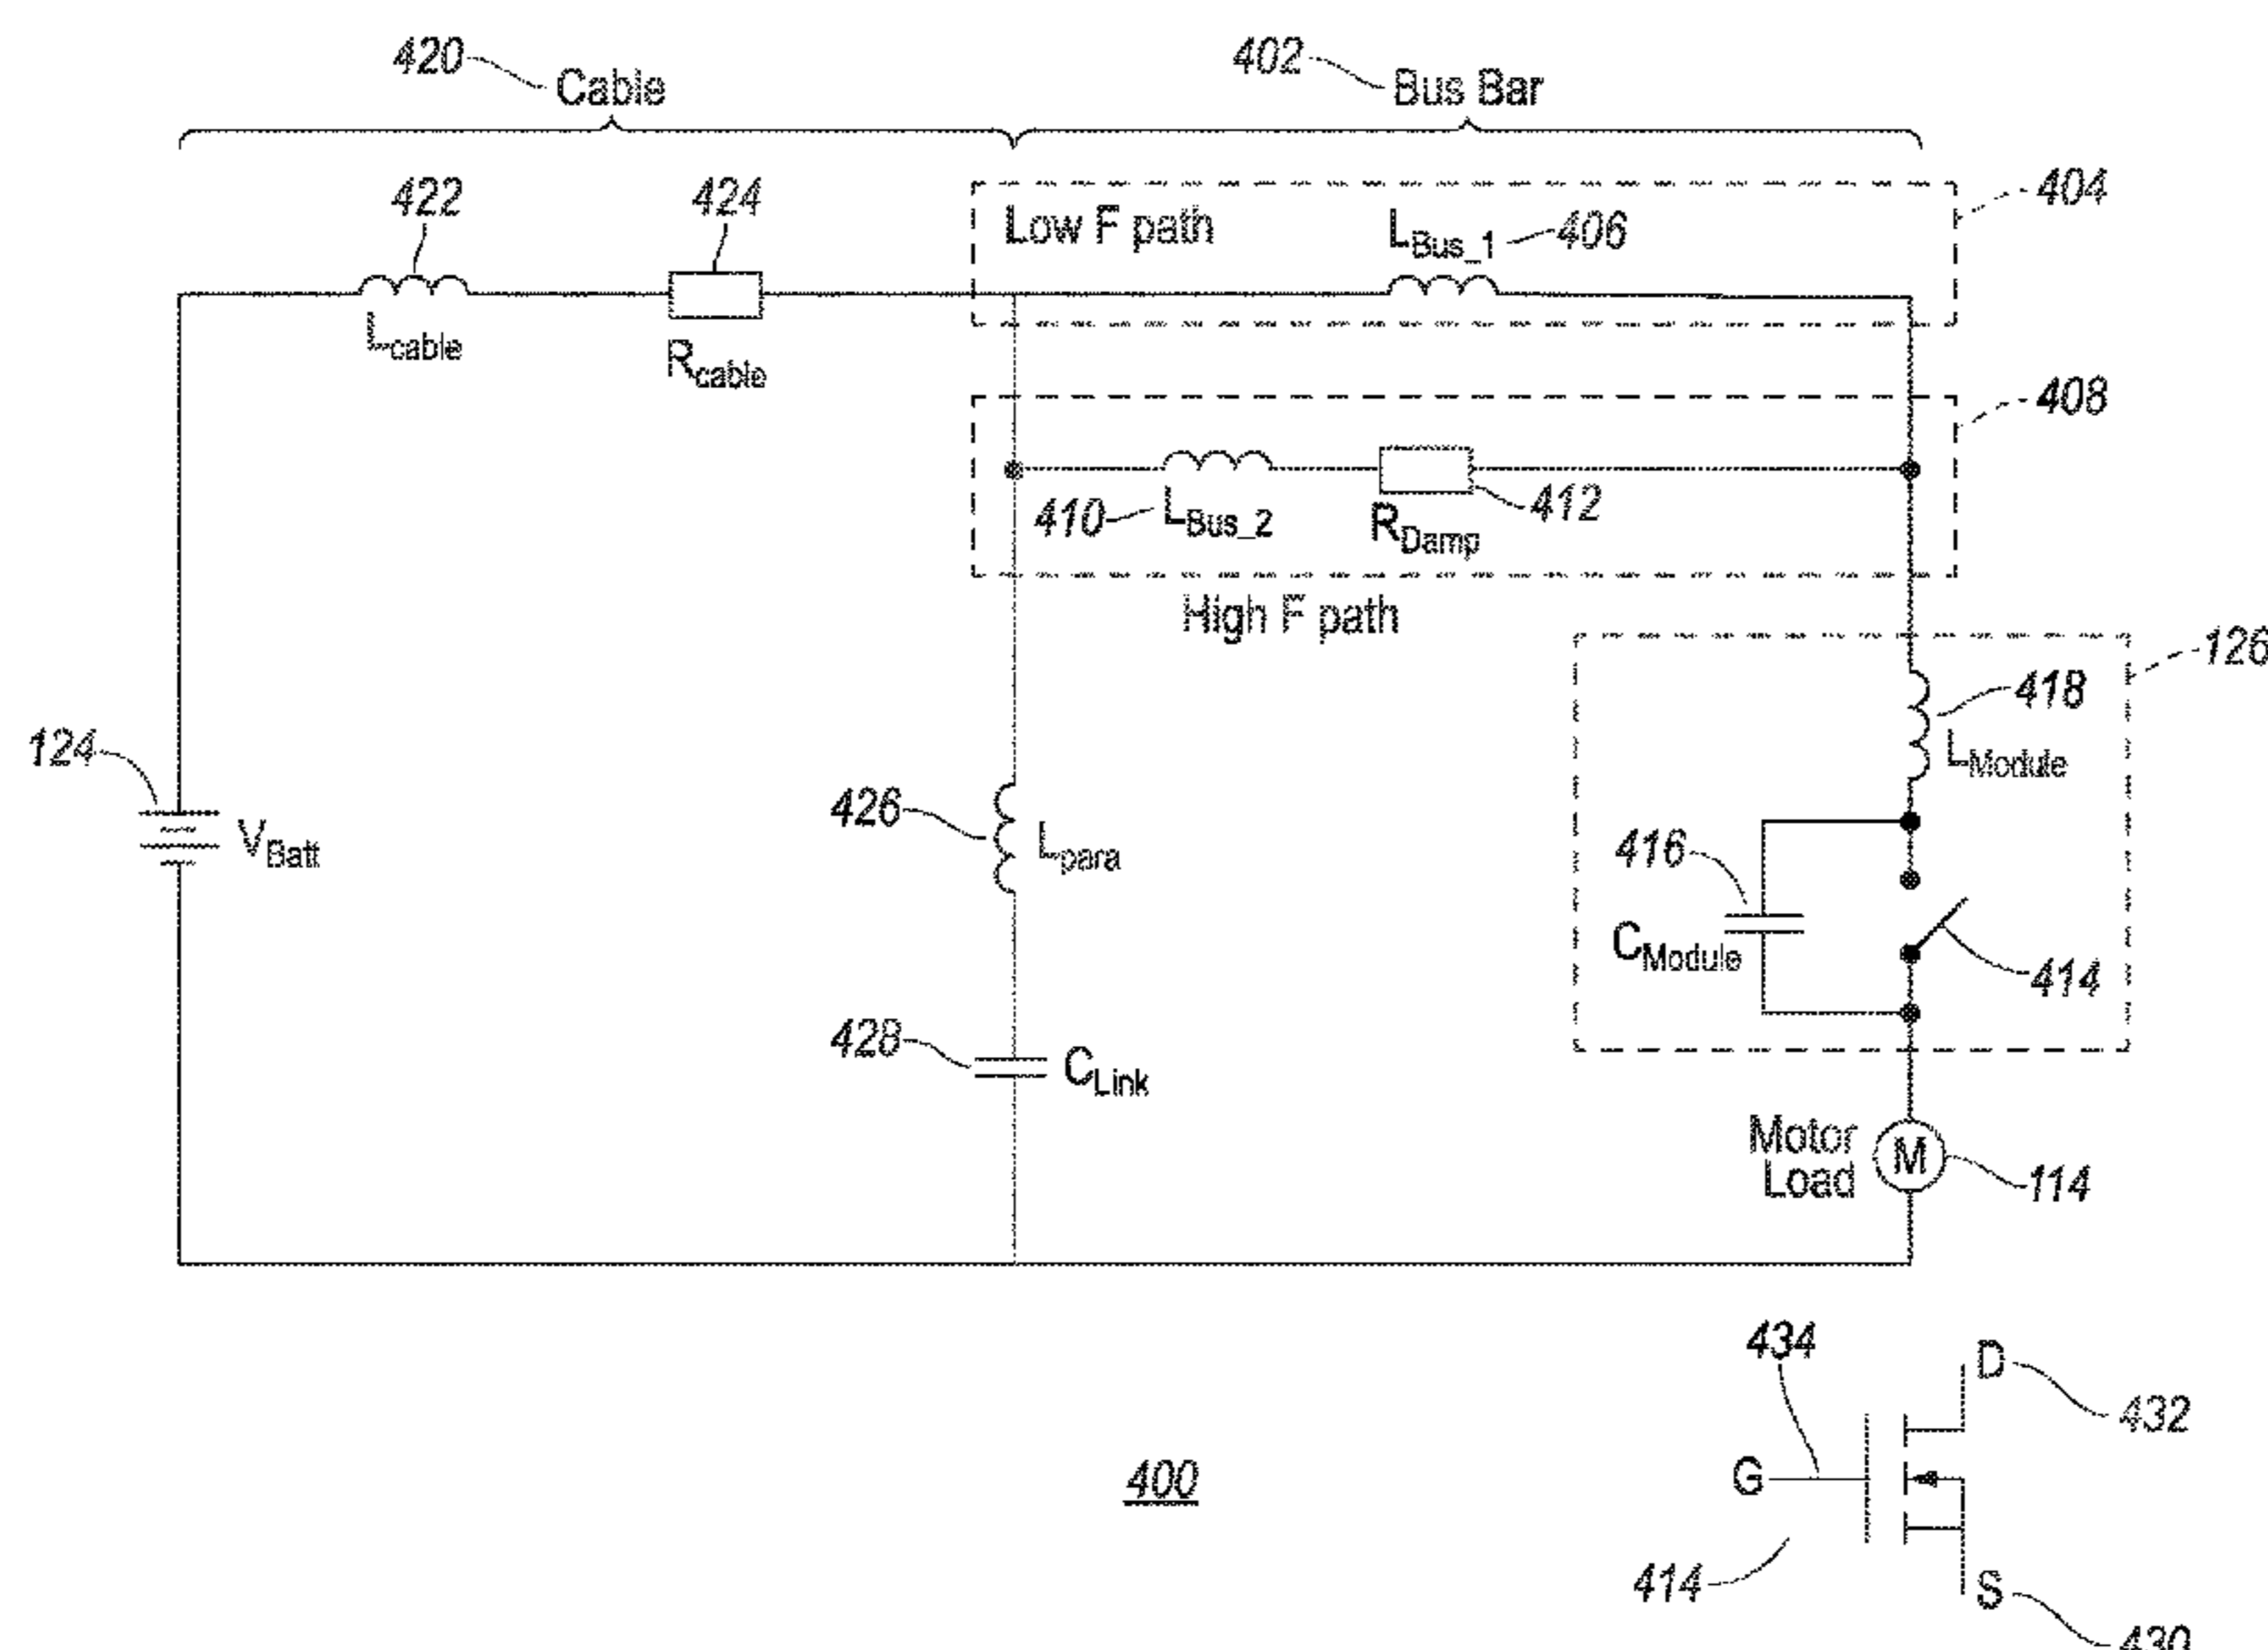 420
Cable
402
Bus Bar
422
424
Low F path
LBus_1
406
404
Lcable
Rcable
408
410
LBus_2
RDamp
412
High F path
126
418
LModule
124
VBatt
426
Lpara
416
CModule
414
428
CLink
Motor
Load
M
114
434
D
432
G
400
414
S
430